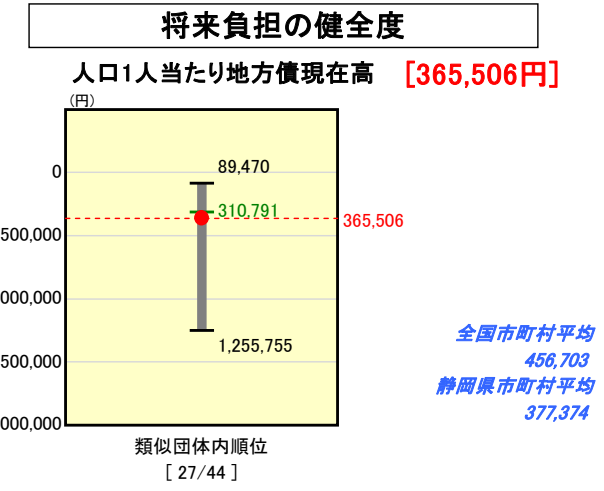 将来負担の健全度
人口1人当たり地方債現在高 [365,506円]
(円)
0
500,000
000,000
500,000
000,000
89,470
310,791
365,506
1,255,755
類似団体内順位
[ 27/44 ]
全国市町村平均
456,703
静岡県市町村平均
377,374